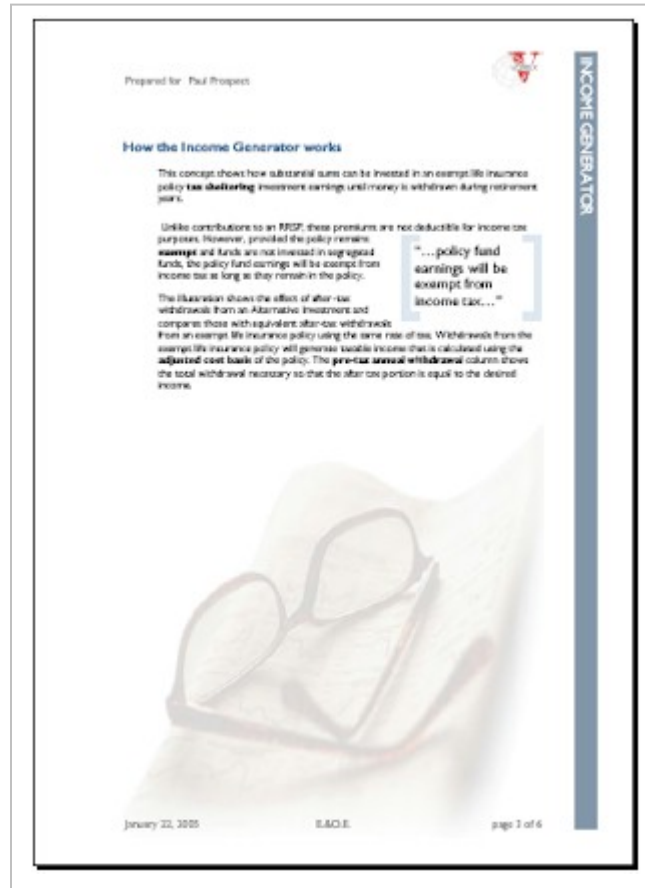 Prepared for Paul Prospect
INCOME GENERATOR
How the Income Generator works
This concept shows how substantial sums can be invested in an exempt life insurance
policy tax sheltering investment earnings until money is withdrawn during retirement
years.
Unlike contributions to an RRSP, these premiums are not deductible for income tax
purposes. However, provided the policy remains
exempt and funds are not invested in segregated
funds, the policy fund earnings will be exempt from
income tax as long as they remain in the policy.
"…policy fund
earnings will be
exempt from
income tax…"
The illustration shows the effect of after-tax
withdrawals from an Alternative Investment and
compares those with equivalent after-tax withdrawals
from an exempt life insurance policy using the same rate of tax. Withdrawals from the
exempt life insurance policy will generate taxable income that is calculated using the
adjusted cost basis of the policy. The pre-tax annual withdrawal column shows
the total withdrawal necessary so that the after tax portion is equal to the desired
income.
January 22, 2005
E.&O.E.
page 2 of 6